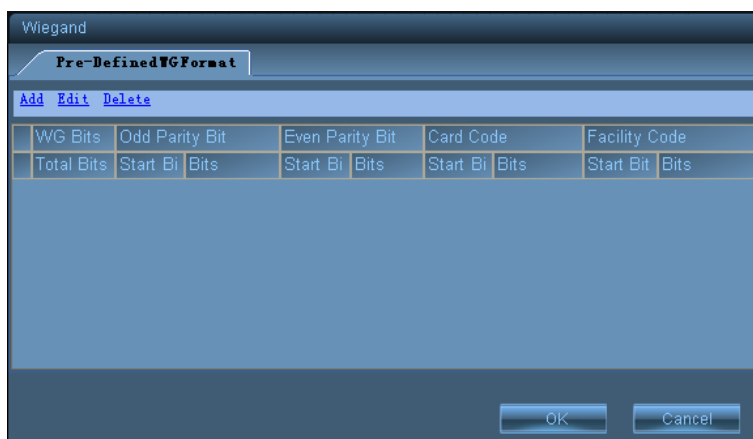 Wiegand
Pre-DefinedWGFormat
Add Edit Delete
WG Bits Odd Parity Bit Even Parity Bit Card Code Facility Code
Total Bits Start Bi Bits Start Bi Bits Start Bi Bits Start Bit Bits
OK Cancel